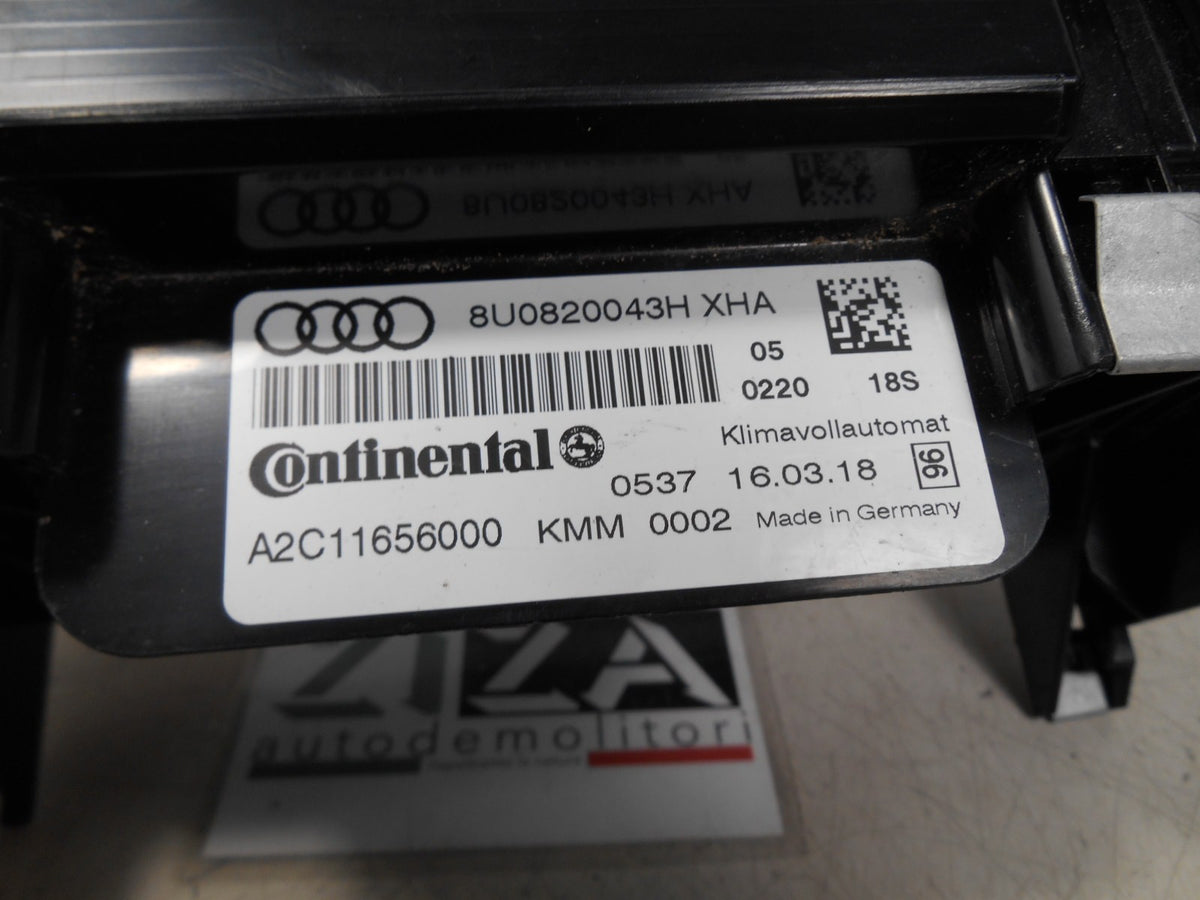 8U0820043H XHA
8U0820043H XHA
05
0220 18S
Klimavollautomat
Continental
0537 16.03.18 96
A2C11656000 KMM 0002 Made in Germany
autodemolitori